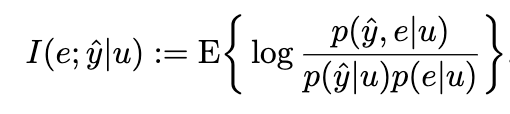 I(e; ŷ|u) := E{ log p(ŷ, e|u) / p(ŷ|u)p(e|u) }.